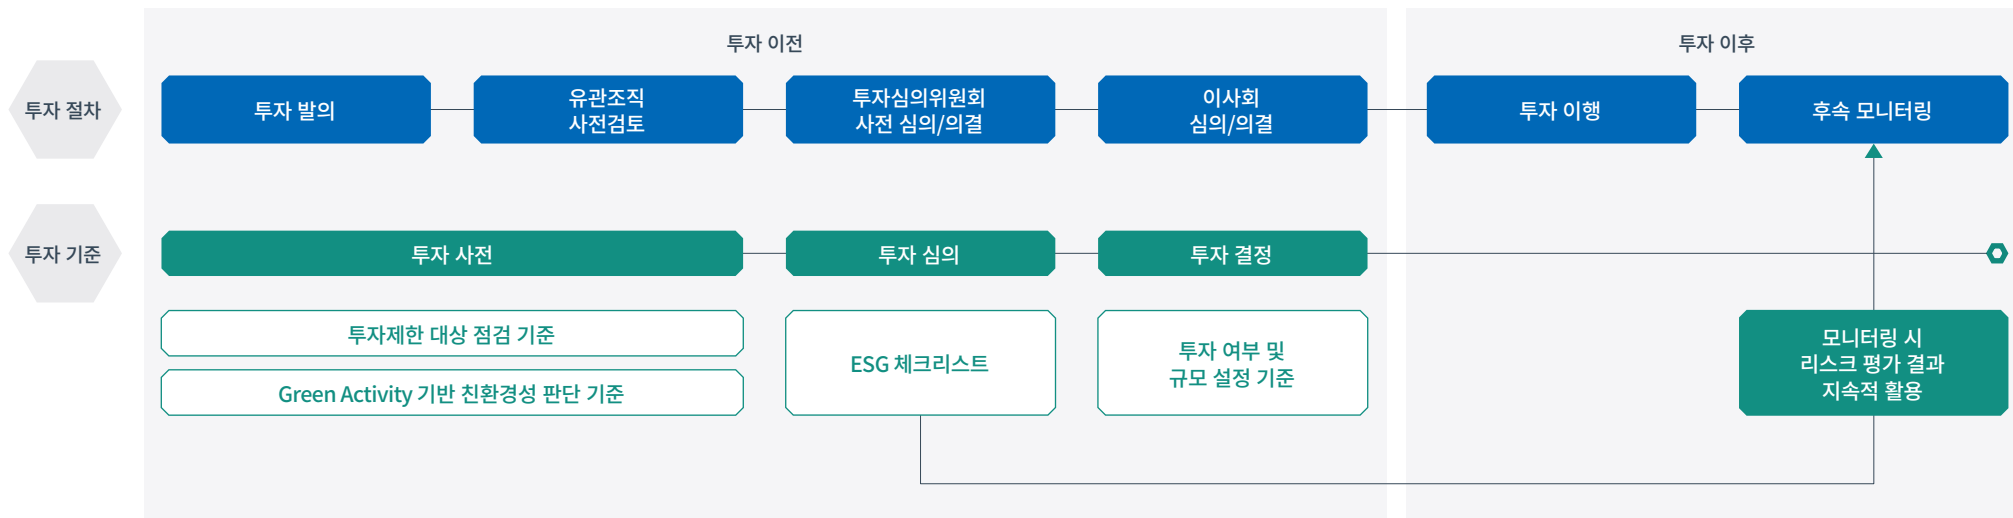 투자 이전
투자 이후
투자 절차
투자 발의
유관조직
사전검토
투자심의위원회
사전 심의/의결
이사회
심의/의결
투자 이행
후속 모니터링
투자 기준
투자 사전
투자 심의
투자 결정
투자제한 대상 점검 기준
Green Activity 기반 친환경성 판단 기준
ESG 체크리스트
투자 여부 및
규모 설정 기준
모니터링 시
리스크 평가 결과
지속적 활용